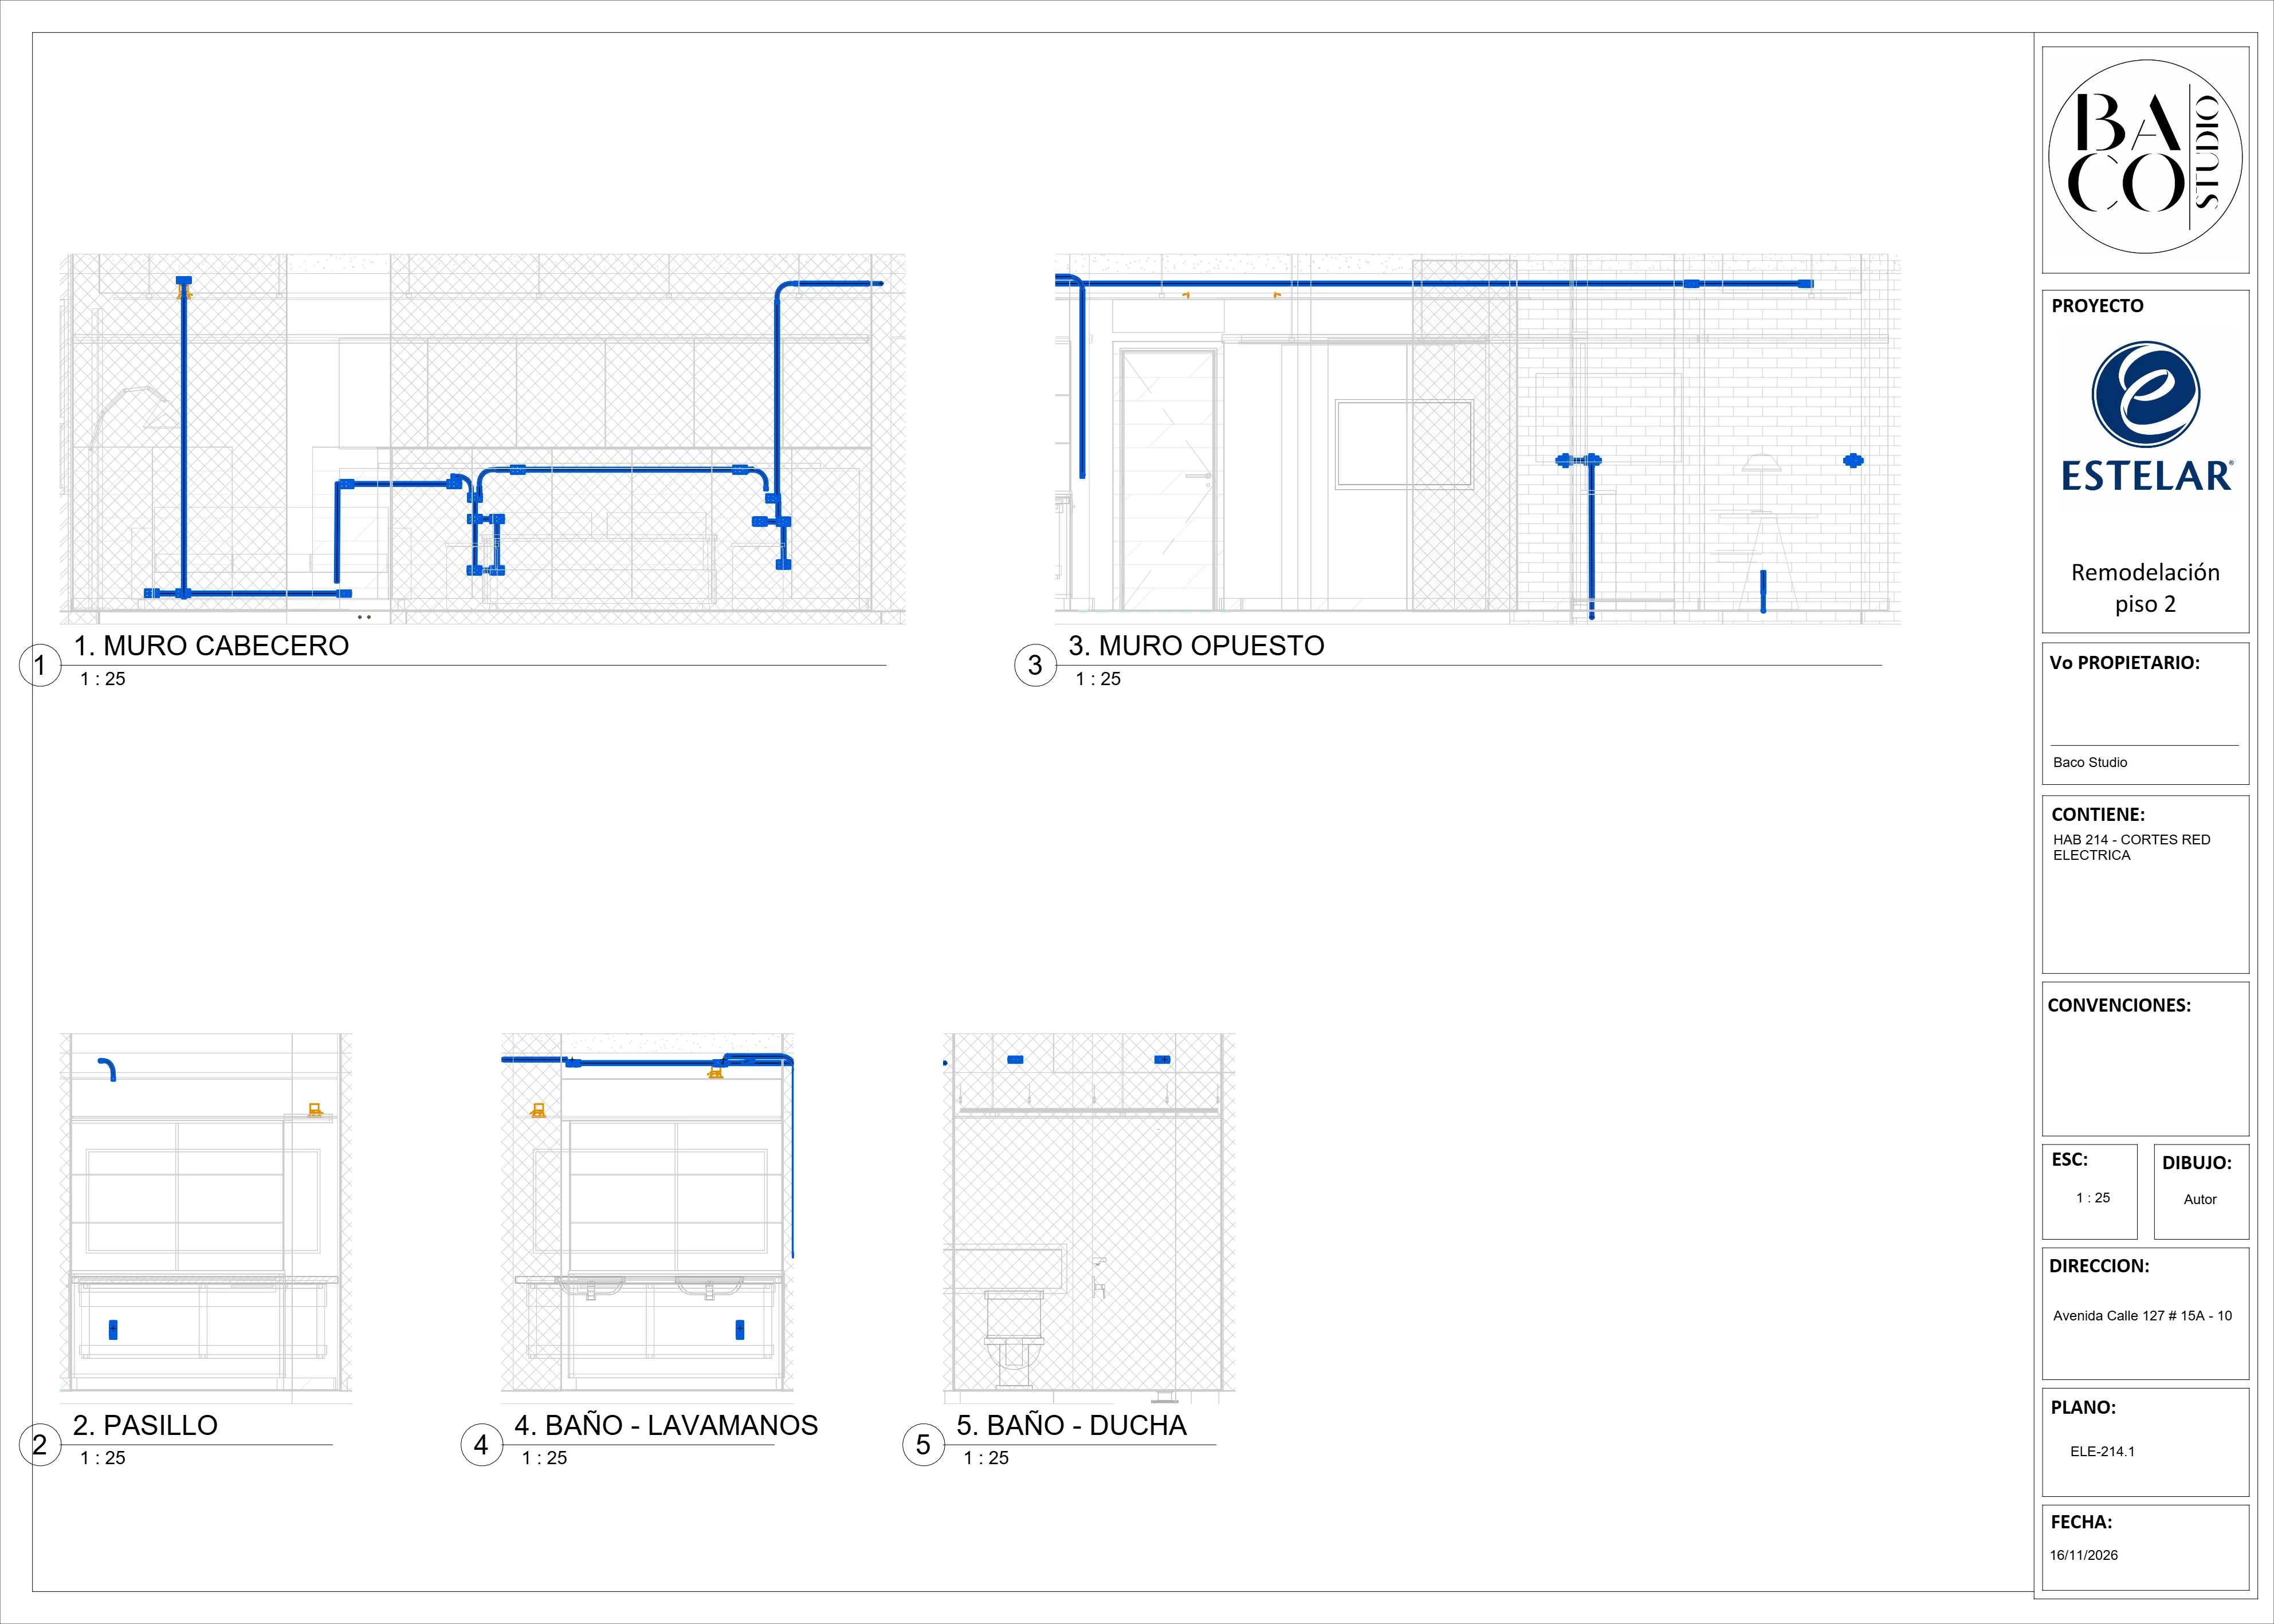 BA
CO
STUDIO
PROYECTO
ESTELAR®
Remodelación
piso 2
Vo PROPIETARIO:
Baco Studio
CONTIENE:
HAB 214 - CORTES RED
ELECTRICA
CONVENCIONES:
ESC:
1 : 25
DIBUJO:
Autor
DIRECCION:
Avenida Calle 127 # 15A - 10
PLANO:
ELE-214.1
FECHA:
16/11/2026
1
1. MURO CABECERO
1 : 25
3
3. MURO OPUESTO
1 : 25
2
2. PASILLO
1 : 25
4
4. BAÑO - LAVAMANOS
1 : 25
5
5. BAÑO - DUCHA
1 : 25